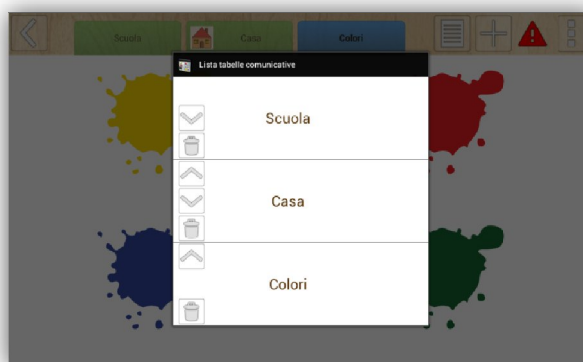 Scuola Casa Colori
Lista tabelle comunicative
Scuola
Casa
Colori